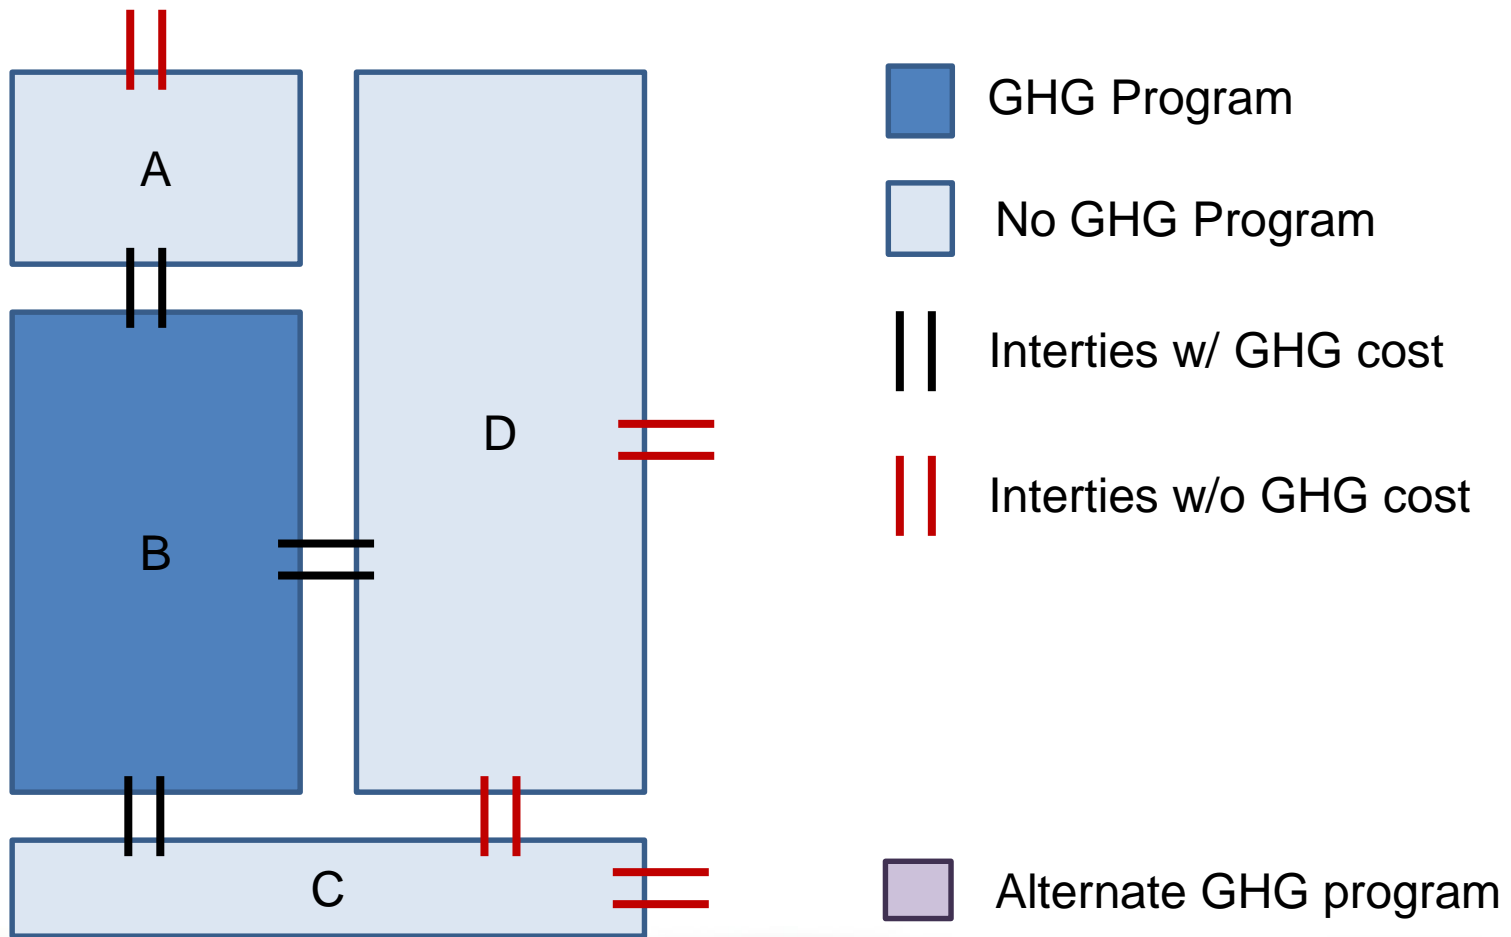 A
B
D
C
GHG Program
No GHG Program
Interties w/ GHG cost
Interties w/o GHG cost
Alternate GHG program